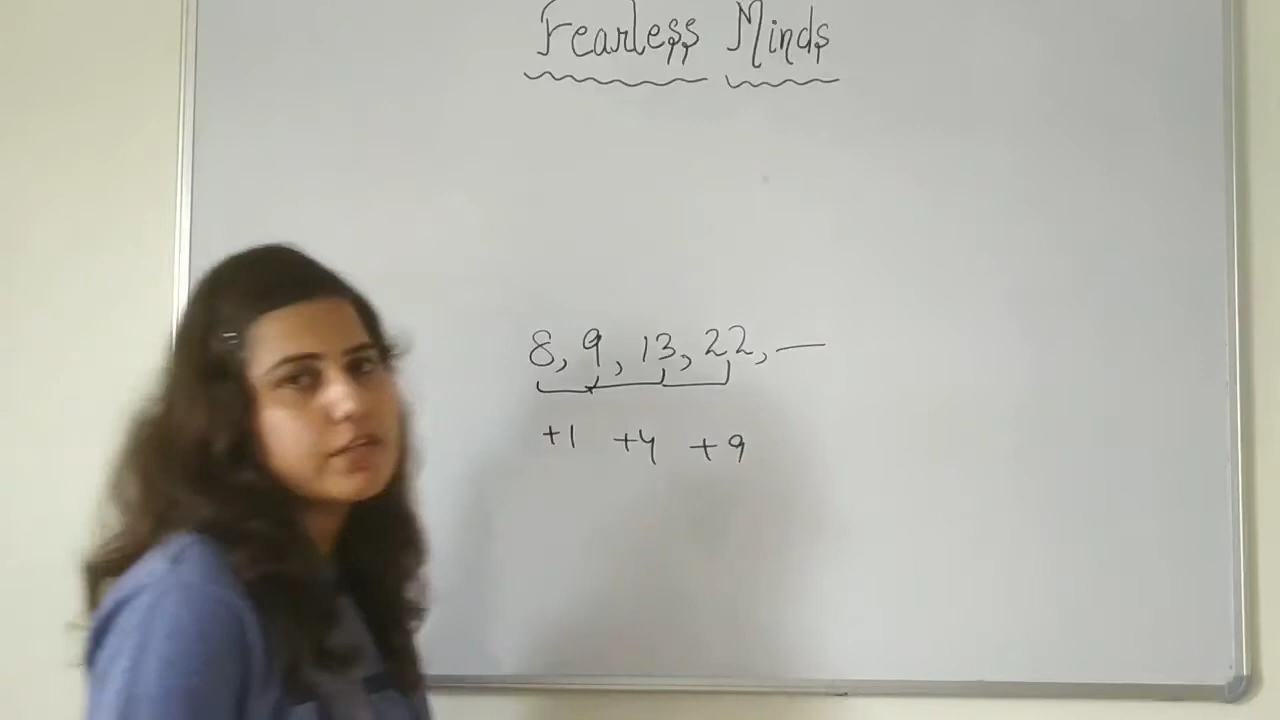 Fearless Minds
8, 9, 13, 22, —
+1 +4 +9